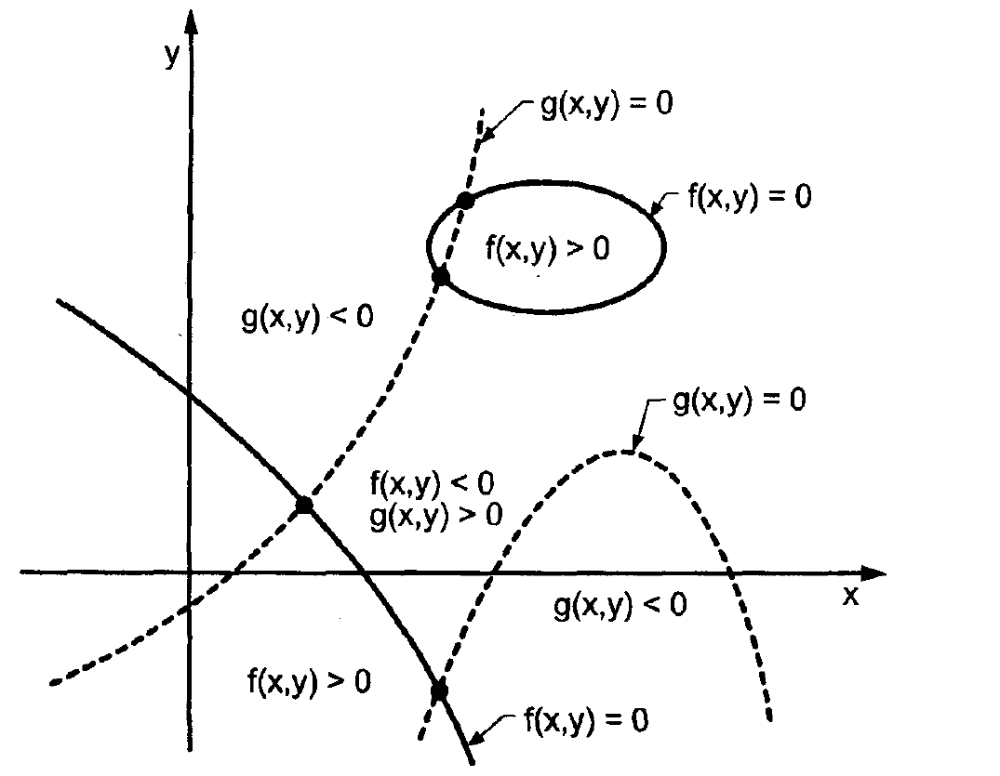 y
g(x,y) = 0
f(x,y) = 0
f(x,y) > 0
g(x,y) < 0
g(x,y) = 0
f(x,y) < 0
g(x,y) > 0
x
g(x,y) < 0
f(x,y) > 0
f(x,y) = 0